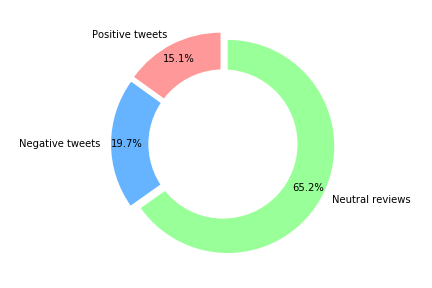 Positive tweets
15.1%
Negative tweets
19.7%
65.2%
Neutral reviews